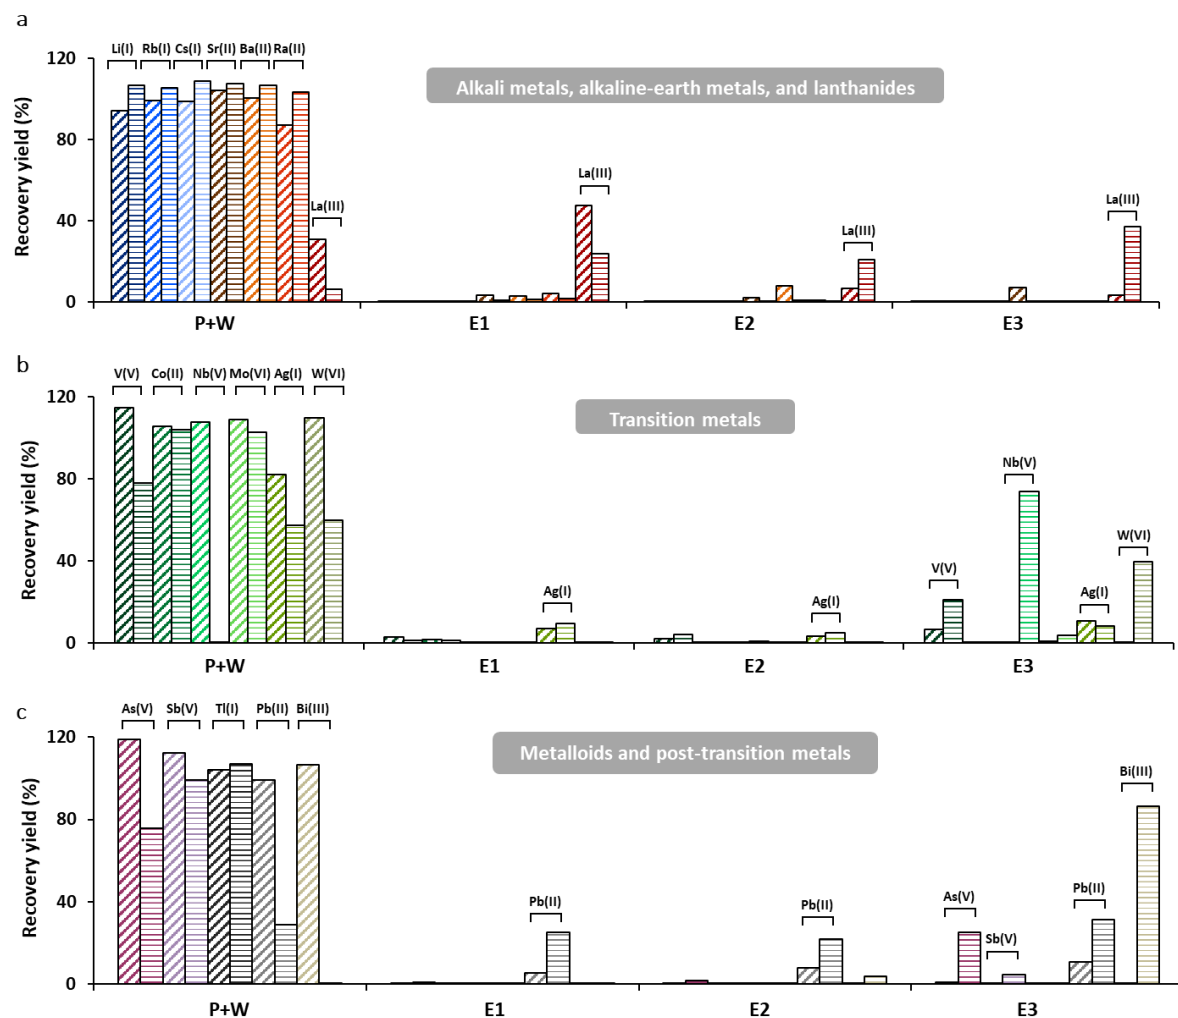 a
Li(I) Rb(I) Cs(I) Sr(II) Ba(II) Ra(II)
120
Alkali metals, alkaline-earth metals, and lanthanides
80
40
0
Recovery yield (%)
La(III)
La(III)
La(III)
La(III)
P+W E1 E2 E3
b
V(V) Co(II) Nb(V) Mo(VI) Ag(I) W(VI)
120
Transition metals
80
40
0
Recovery yield (%)
Ag(I)
Ag(I)
V(V)
Nb(V)
Ag(I)
W(VI)
P+W E1 E2 E3
c
As(V) Sb(V) Tl(I) Pb(II) Bi(III)
120
Metalloids and post-transition metals
80
40
0
Recovery yield (%)
Pb(II)
Pb(II)
As(V)
Sb(V)
Pb(II)
Bi(III)
P+W E1 E2 E3